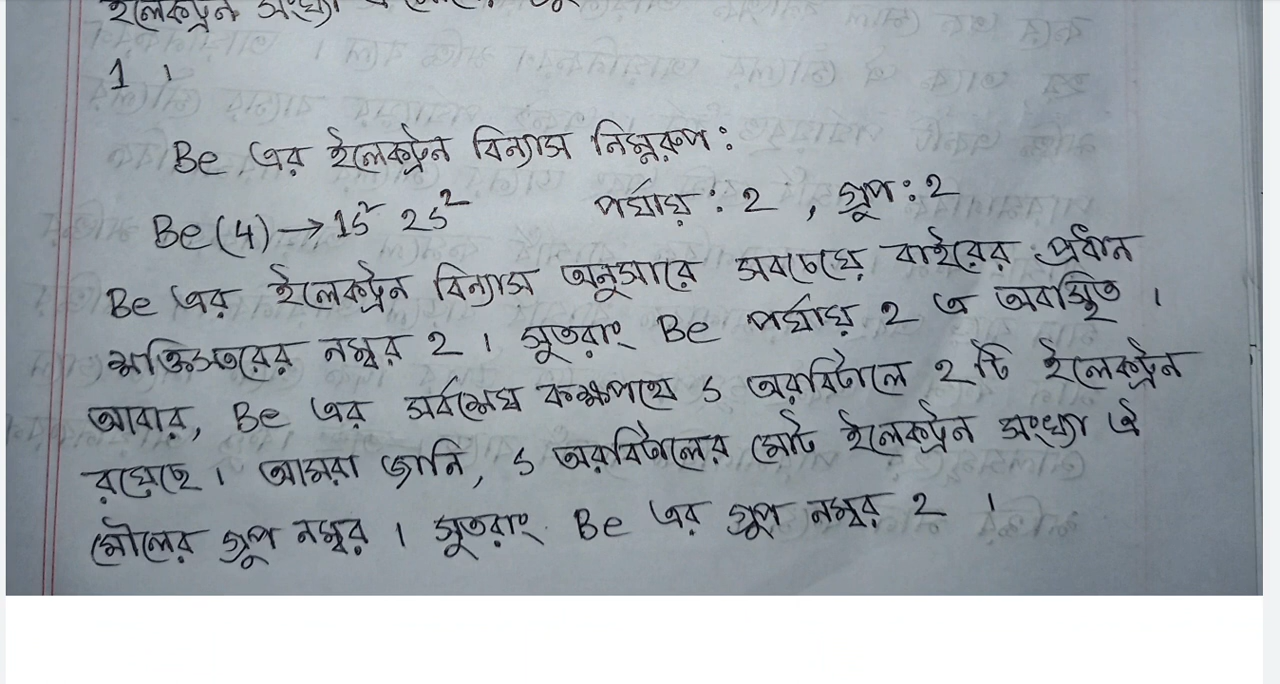 ইলেকট্রন সংখ্যা
1 ।
Be এর ইলেকট্রন বিন্যাস নিম্নরুপ:
Be(4)→1s² 2s² পর্যায়: 2 , গ্রুপ: 2
Be এর ইলেকট্রন বিন্যাস অনুসারে সবচেয়ে বাইরের প্রধান
শক্তিস্তরের নম্বর 2 । সুতরাং Be পর্যায় 2 এ অবস্থিত ।
আবার, Be এর সর্বশেষ কক্ষপথে s অরবিটালে 2 টি ইলেকট্রন
রয়েছে । আমরা জানি, s অরবিটালের মোট ইলেকট্রন সংখ্যা ঐ
মৌলের গ্রুপ নম্বর । সুতরাং Be এর গ্রুপ নম্বর 2 ।